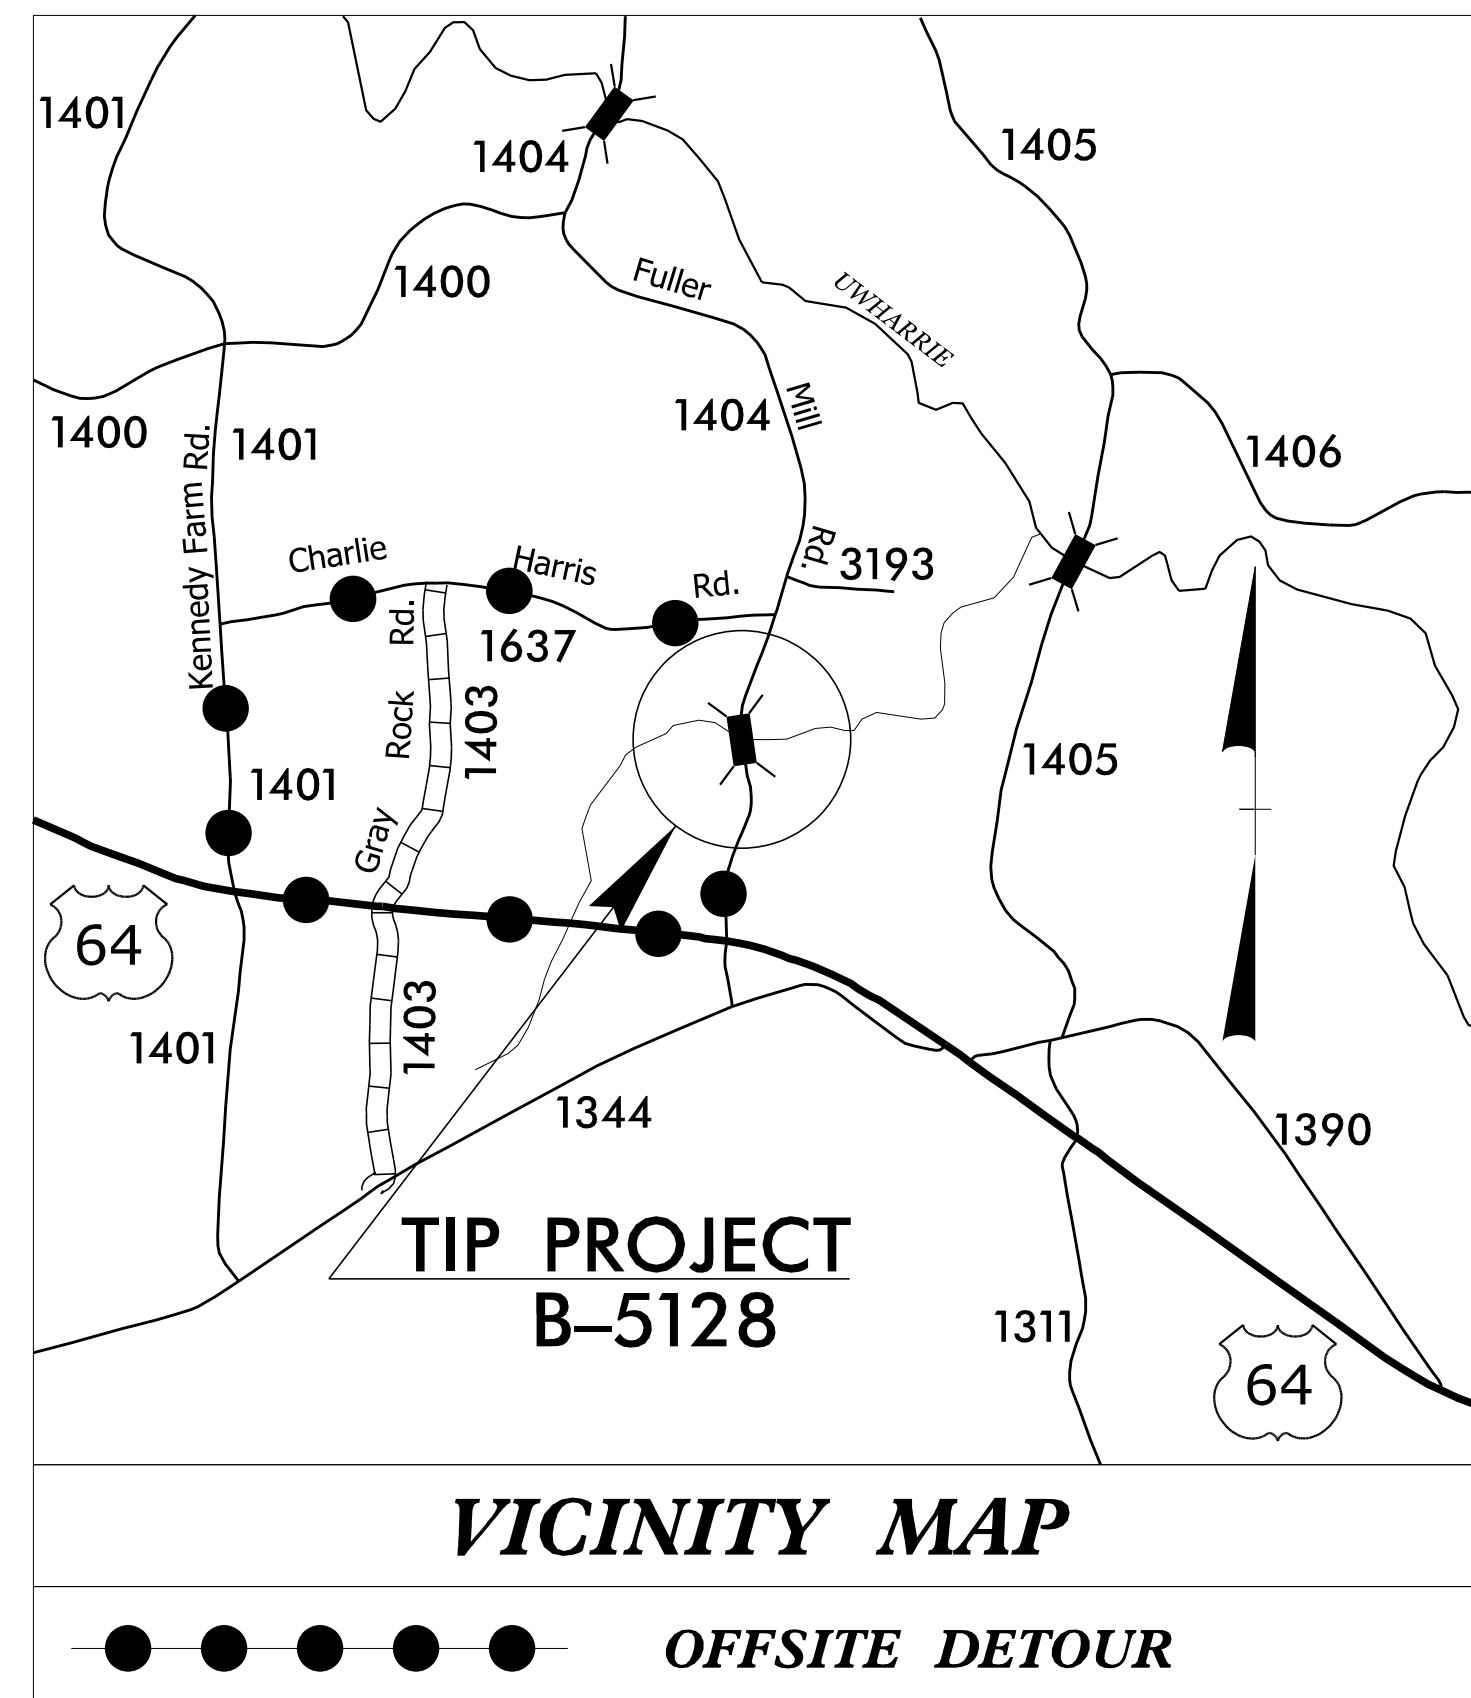 1401
1404
1405
1400
Fuller
UWHARRIE
1400
Kennedy Farm Rd.
1401
1404
Mill
1406
Charlie
Harris
Rd.
Rd.
3193
1637
Rd.
Rock
Gray
1403
1401
1405
64
1403
1401
1344
1390
TIP PROJECT
B–5128
1311
64
VICINITY MAP
OFFSITE DETOUR